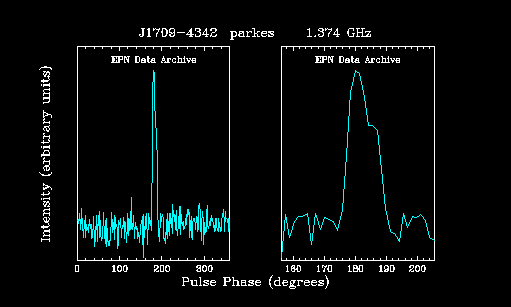 J1709-4342 parkes 1.374 GHz
EPN Data Archive EPN Data Archive
Intensity (arbitrary units)
0 100 200 300 160 170 180 190 200
Pulse Phase (degrees)